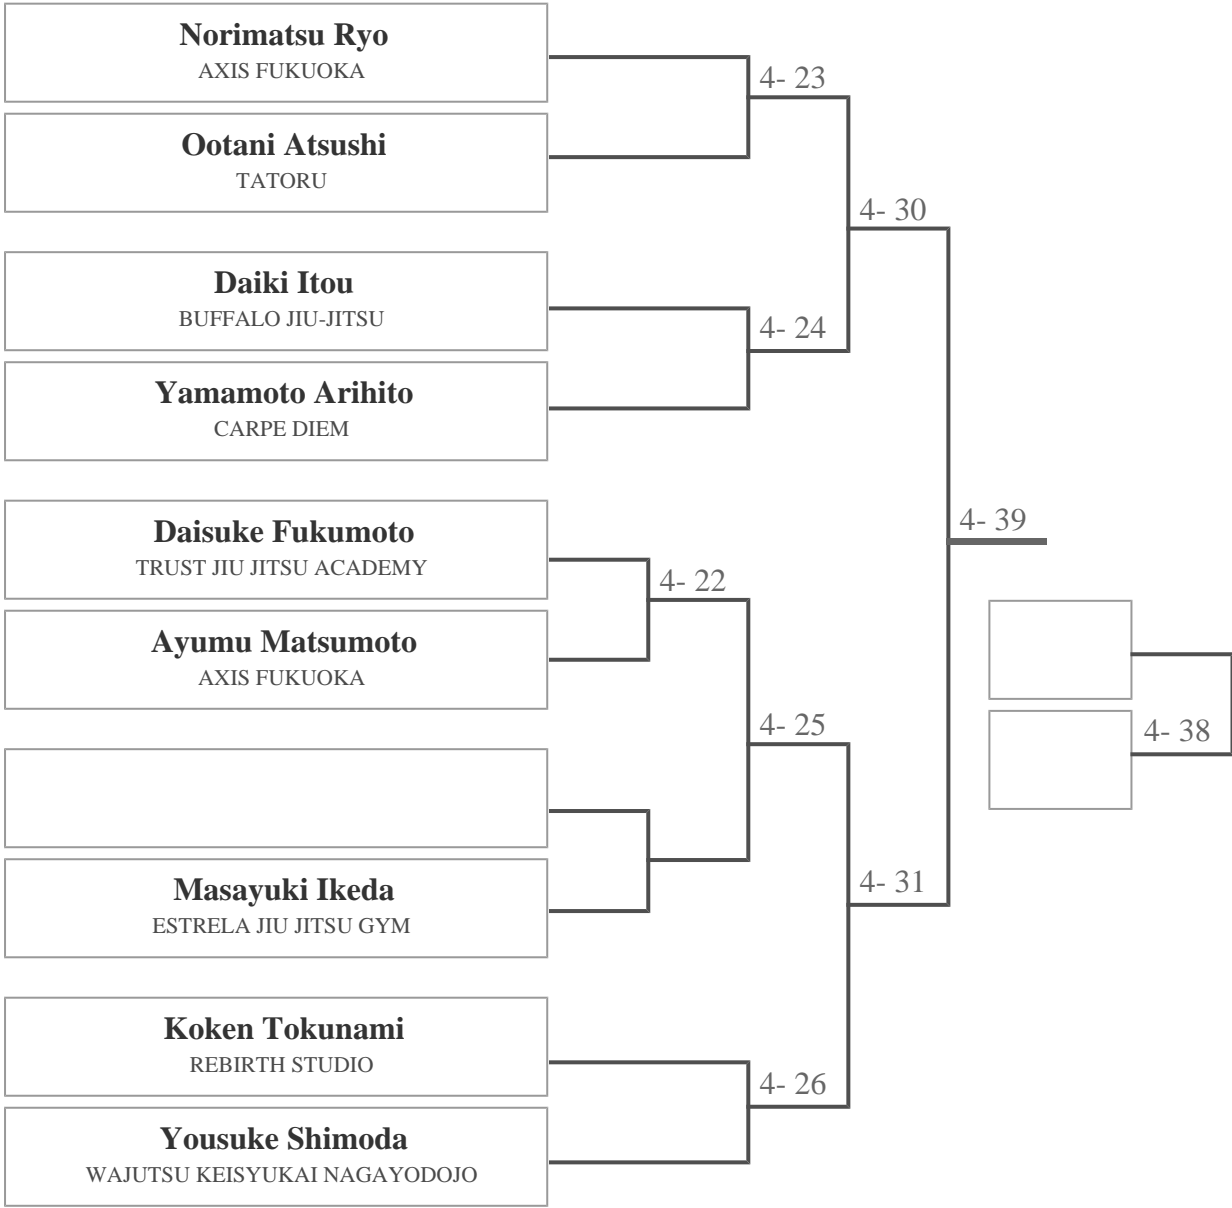 Norimatsu Ryo
AXIS FUKUOKA
4- 23
Ootani Atsushi
TATORU
4- 30
Daiki Itou
BUFFALO JIU-JITSU
4- 24
Yamamoto Arihito
CARPE DIEM
4- 39
Daisuke Fukumoto
TRUST JIU JITSU ACADEMY
4- 22
Ayumu Matsumoto
AXIS FUKUOKA
4- 25
4- 38
Masayuki Ikeda
ESTRELA JIU JITSU GYM
4- 31
Koken Tokunami
REBIRTH STUDIO
4- 26
Yousuke Shimoda
WAJUTSU KEISYUKAI NAGAYODOJO